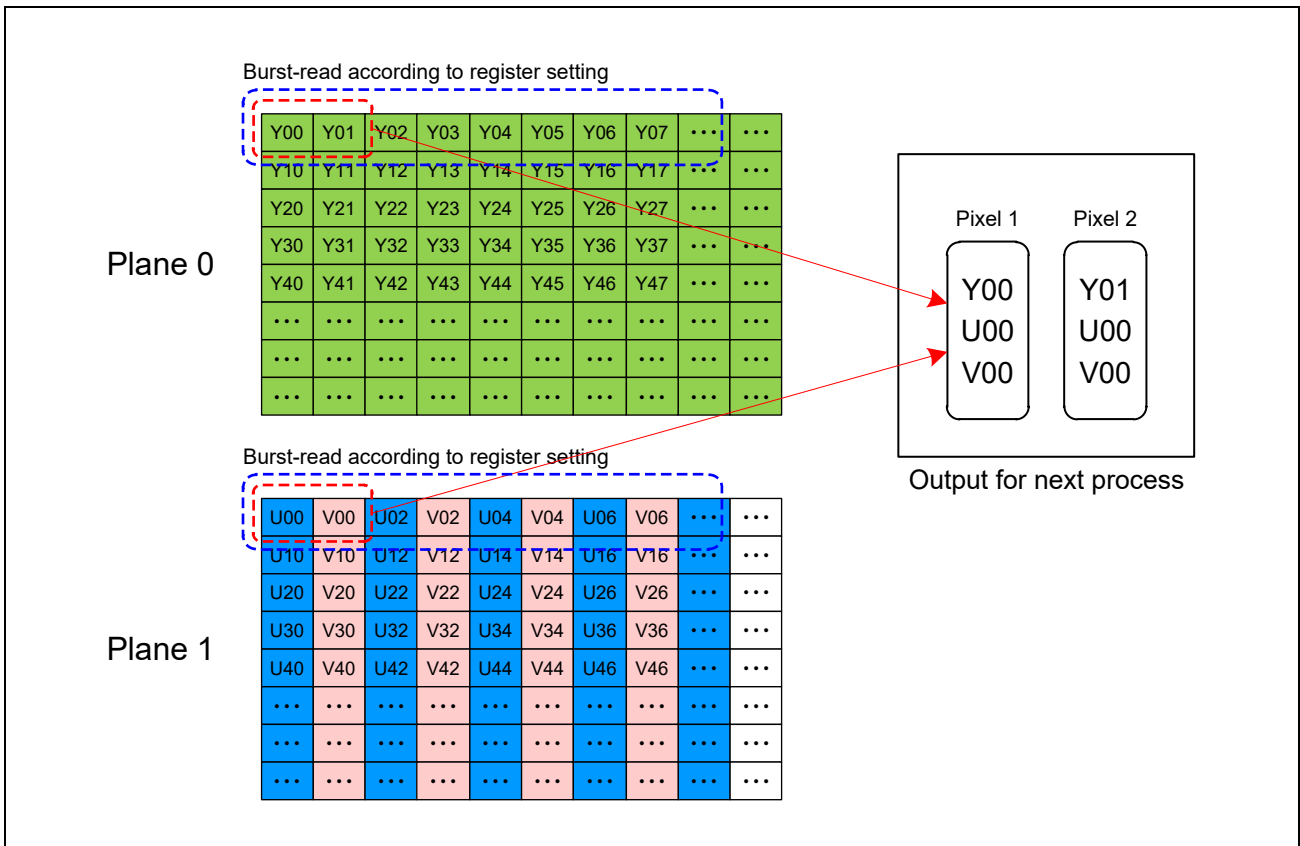 Burst-read according to register setting
Y00 Y01 Y02 Y03 Y04 Y05 Y06 Y07 ... ...
Y10 Y11 Y12 Y13 Y14 Y15 Y16 Y17 ... ...
Y20 Y21 Y22 Y23 Y24 Y25 Y26 Y27 ... ...
Y30 Y31 Y32 Y33 Y34 Y35 Y36 Y37 ... ...
Plane 0
Y40 Y41 Y42 Y43 Y44 Y45 Y46 Y47 ... ...
... ... ... ... ... ... ... ... ... ...
... ... ... ... ... ... ... ... ... ...
... ... ... ... ... ... ... ... ... ...
Pixel 1 Pixel 2
Y00 Y01
U00 U00
V00 V00
Output for next process
Burst-read according to register setting
U00 V00 U02 V02 U04 V04 U06 V06 ... ...
U10 V10 U12 V12 U14 V14 U16 V16 ... ...
U20 V20 U22 V22 U24 V24 U26 V26 ... ...
U30 V30 U32 V32 U34 V34 U36 V36 ... ...
Plane 1
U40 V40 U42 V42 U44 V44 U46 V46 ... ...
... ... ... ... ... ... ... ... ... ...
... ... ... ... ... ... ... ... ... ...
... ... ... ... ... ... ... ... ... ...